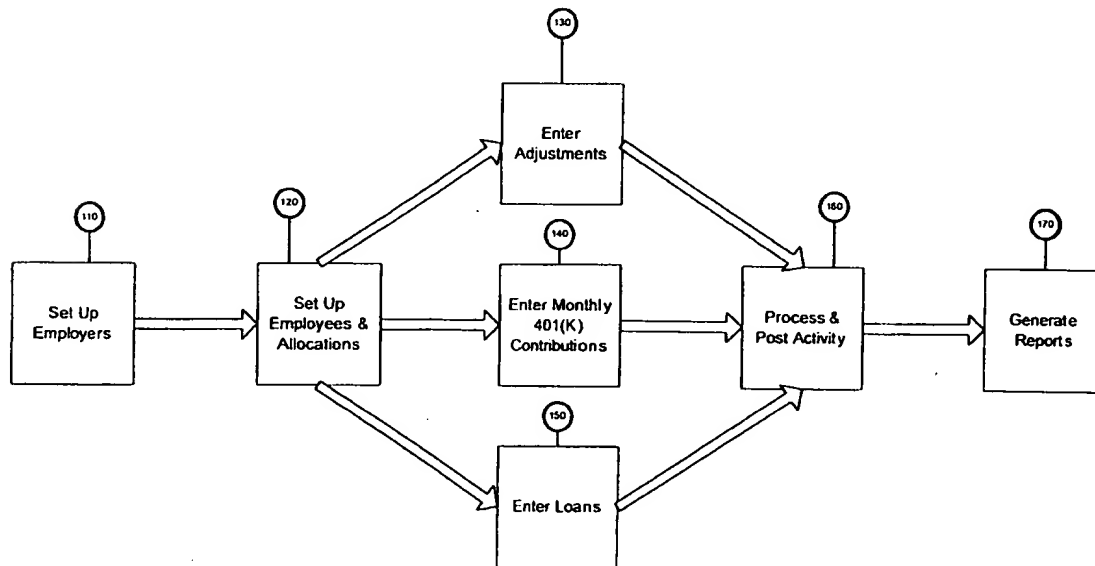 130
Enter
Adjustments
110
Set Up
Employers
120
Set Up
Employees &
Allocations
140
Enter Monthly
401(K)
Contributions
160
Process &
Post Activity
170
Generate
Reports
150
Enter Loans